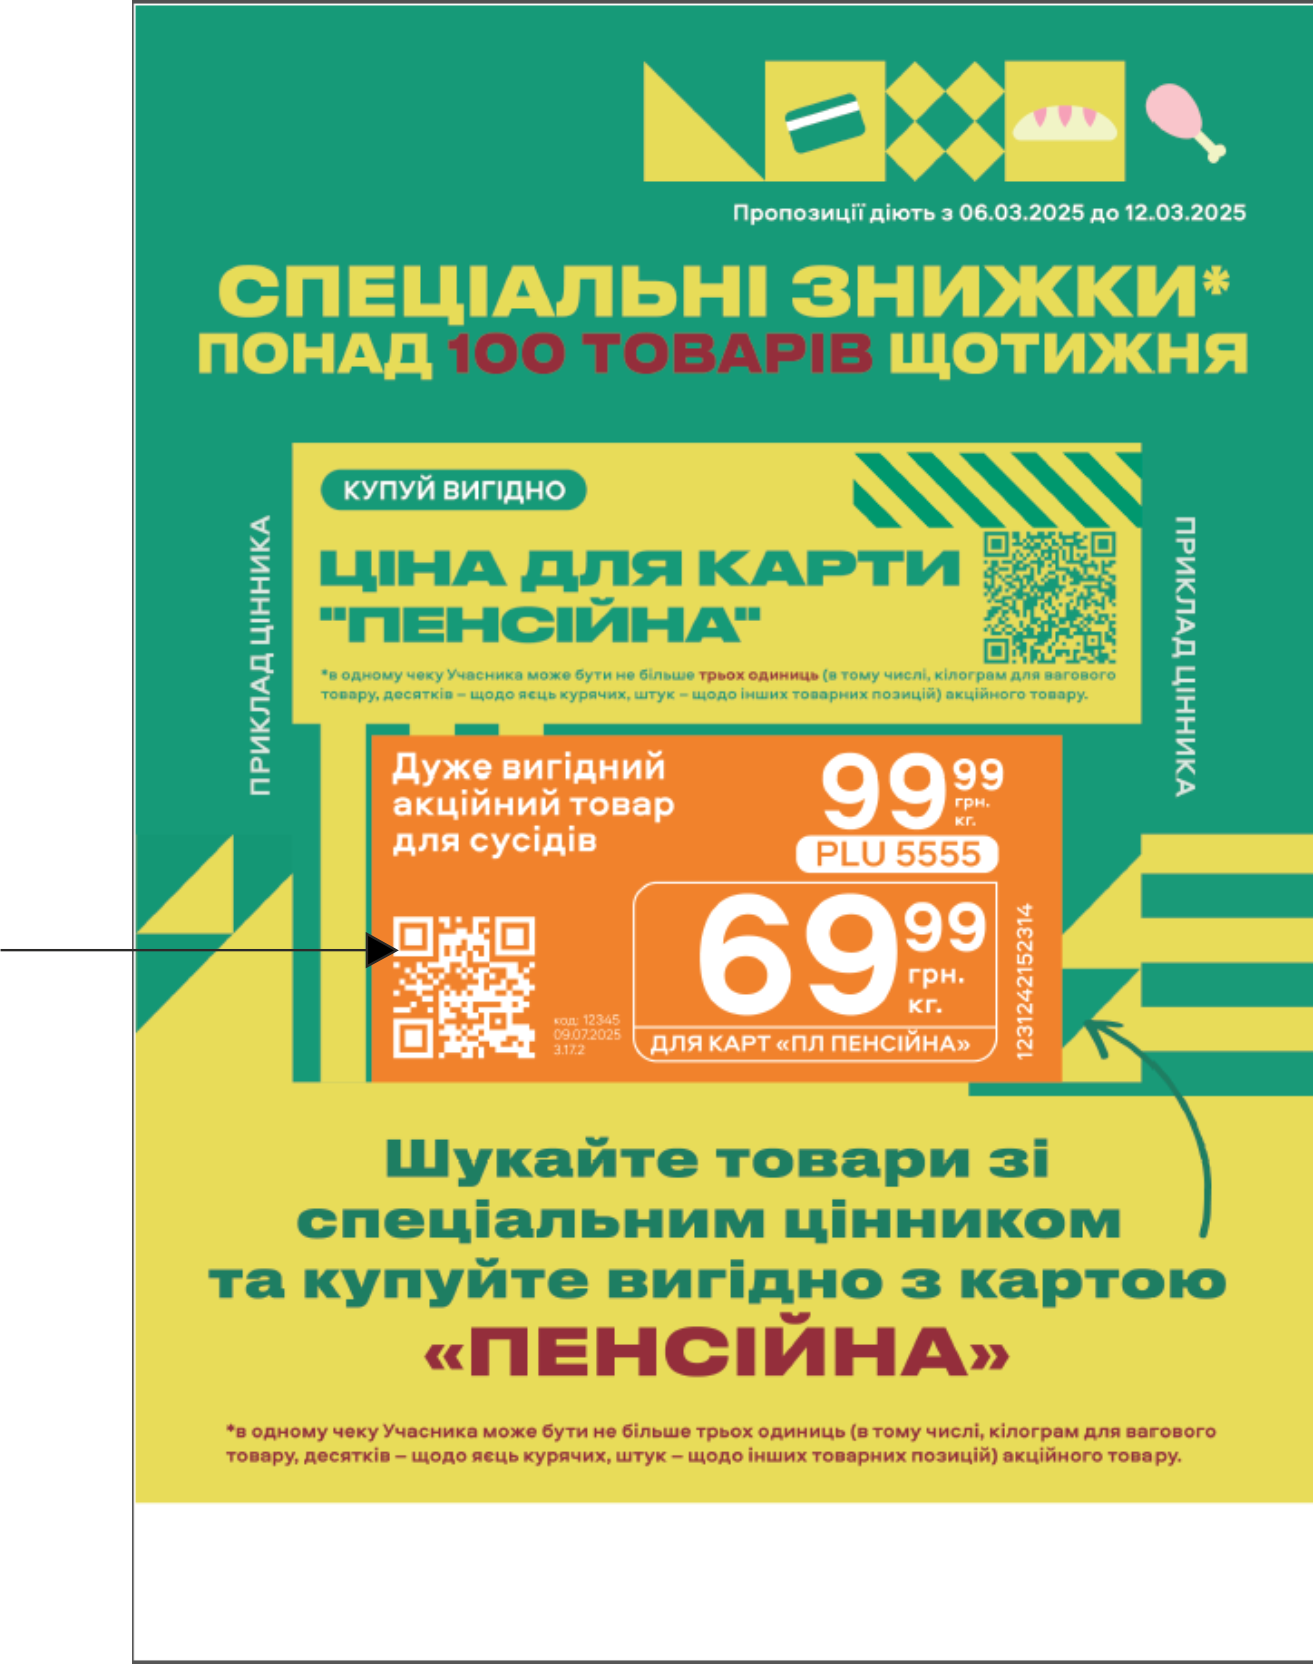 Пропозиції діють з 06.03.2025 до 12.03.2025
СПЕЦІАЛЬНІ ЗНИЖКИ*
ПОНАД 100 ТОВАРІВ ЩОТИЖНЯ
КУПУЙ ВИГІДНО
ЦІНА ДЛЯ КАРТИ
"ПЕНСІЙНА"
*в одному чеку Учасника може бути не більше трьох одиниць (в тому числі, кілограм для вагового
товару, десятків – щодо яєць курячих, штук – щодо інших товарних позицій) акційного товару.
ПРИКЛАД ЦІННИКА
ПРИКЛАД ЦІННИКА
Дуже вигідний
акційний товар
для сусідів
99 99
грн.
кг.
PLU 5555
69 99
грн.
кг.
ДЛЯ КАРТ «ПЛ ПЕНСІЙНА»
код: 12345
09.07.2025
3.17.2
1231242152314
Шукайте товари зі
спеціальним цінником
та купуйте вигідно з картою
«ПЕНСІЙНА»
*в одному чеку Учасника може бути не більше трьох одиниць (в тому числі, кілограм для вагового
товару, десятків – щодо яєць курячих, штук – щодо інших товарних позицій) акційного товару.